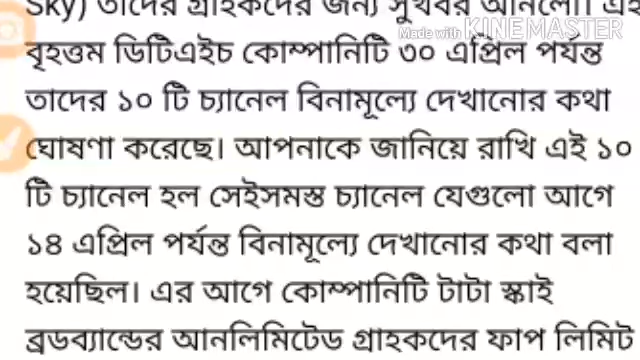 Sky) তাদের গ্রাহকদের জন্য সুখবর আনলো। এই
Made with KINEMASTER
বৃহত্তম ডিটিএইচ কোম্পানিটি ৩০ এপ্রিল পর্যন্ত
তাদের ১০ টি চ্যানেল বিনামূল্যে দেখানোর কথা
ঘোষণা করেছে। আপনাকে জানিয়ে রাখি এই ১০
টি চ্যানেল হল সেইসমস্ত চ্যানেল যেগুলো আগে
১৪ এপ্রিল পর্যন্ত বিনামূল্যে দেখানোর কথা বলা
হয়েছিল। এর আগে কোম্পানিটি টাটা স্কাই
ব্রডব্যান্ডের আনলিমিটেড গ্রাহকদের ফাপ লিমিট